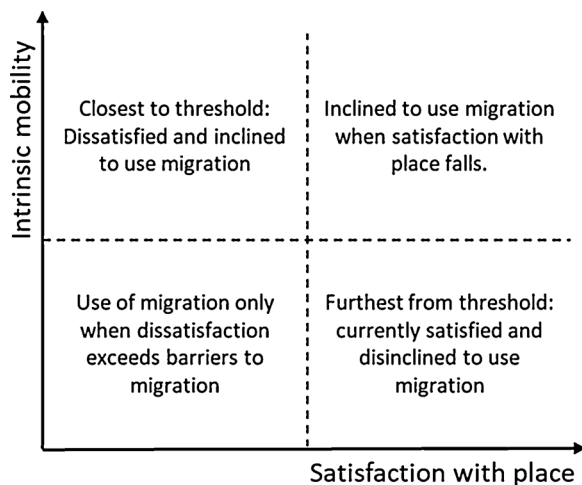 Intrinsic mobility
Closest to threshold:
Dissatisfied and inclined
to use migration
Inclined to use migration
when satisfaction with
place falls.
Use of migration only
when dissatisfaction
exceeds barriers to
migration
Furthest from threshold:
currently satisfied and
disinclined to use
migration
Satisfaction with place